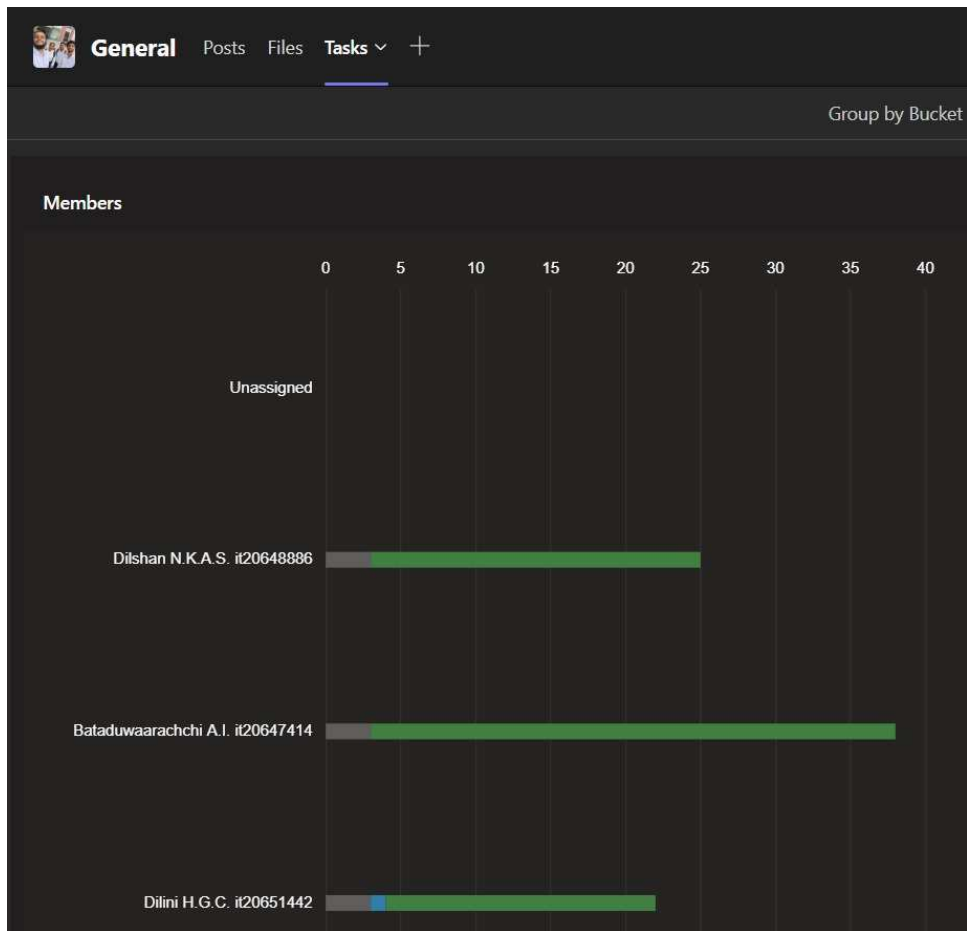 General Posts Files Tasks
Group by Bucket
Members
0 5 10 15 20 25 30 35 40
Unassigned
Dilshan N.K.A.S. it20648886
Bataduwaarachchi A.I. it20647414
Dilini H.G.C. it20651442